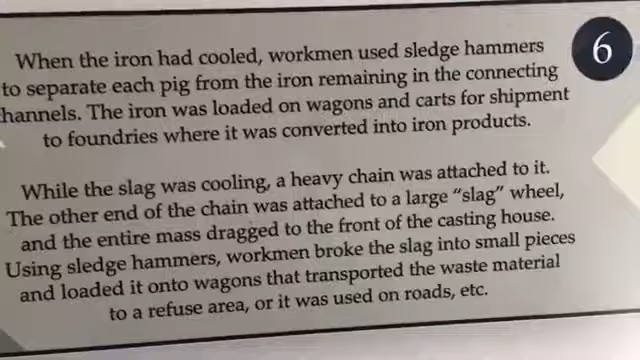 6
When the iron had cooled, workmen used sledge hammers
to separate each pig from the iron remaining in the connecting
hannels. The iron was loaded on wagons and carts for shipment
to foundries where it was converted into iron products.
While the slag was cooling, a heavy chain was attached to it.
The other end of the chain was attached to a large “slag” wheel,
and the entire mass dragged to the front of the casting house.
Using sledge hammers, workmen broke the slag into small pieces
and loaded it onto wagons that transported the waste material
to a refuse area, or it was used on roads, etc.